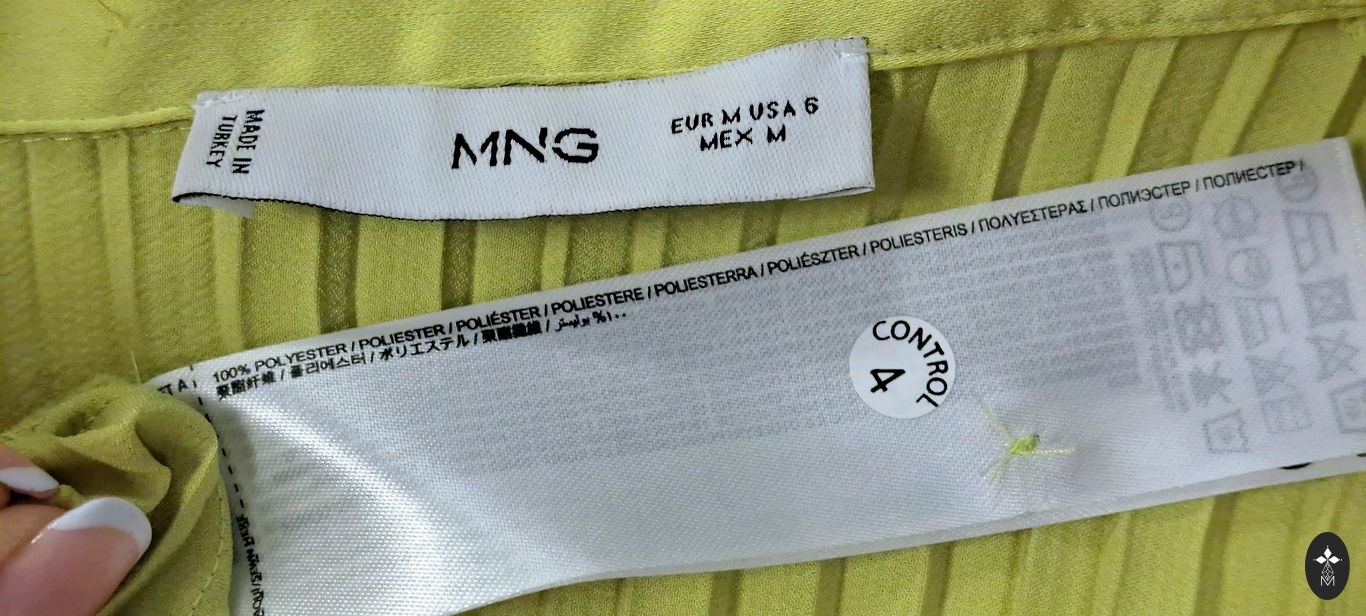 MADE IN
TURKEY
MNG
EUR M USA 6
MEX M
100% POLYESTER / POLIESTER / POLIÉSTER / POLIESTERE / POLIESTERRA / POLIÉSZTER / POLIESTERIS / ΠΟΛΥΕΣΤΕΡΑΣ / ПОЛИЭСТЕР / ПОЛИЕСТЕР /
聚酯纤维 / 폴리에스터 / ポリエステル / 聚酯纖維 / ١٠٠% بوليستر
CONTROL
4
M